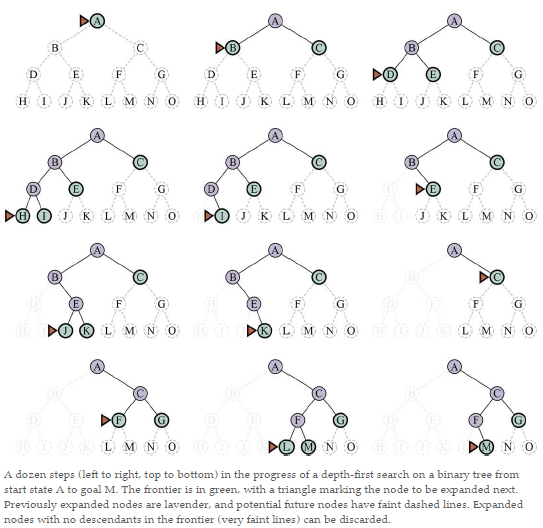 A A A
B C B C B C
D E F G D E F G D E F G
H I J K L M N O H I J K L M N O H I J K L M N O
A A A
B C B C B C
D E F G D E F G D E F G
H I J K L M N O I J K L M N O H I J K L M N O
A A A
B C B C B C
D E F G D E F G D E F G
H J K L M N O H I K L M N O H I J K L M N O
A A A
B C B C B C
D E F G D E F G D E F G
H I J K L M N O H I J K L M N O H I J K M N O
A dozen steps (left to right, top to bottom) in the progress of a depth-first search on a binary tree from
start state A to goal M. The frontier is in green, with a triangle marking the node to be expanded next.
Previously expanded nodes are lavender, and potential future nodes have faint dashed lines. Expanded
nodes with no descendants in the frontier (very faint lines) can be discarded.